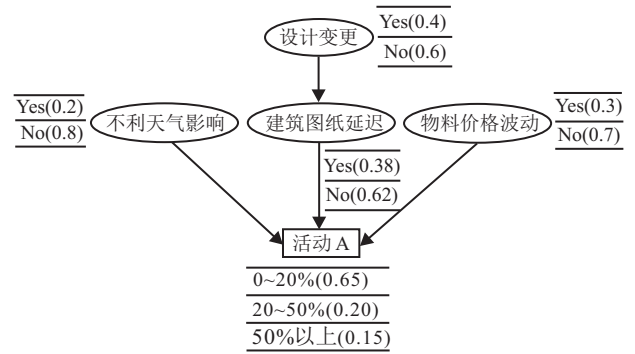 设计变更
Yes(0.4)
No(0.6)
Yes(0.2)
No(0.8)
不利天气影响
建筑图纸延迟
物料价格波动
Yes(0.3)
No(0.7)
Yes(0.38)
No(0.62)
活动 A
0~20%(0.65)
20~50%(0.20)
50%以上(0.15)